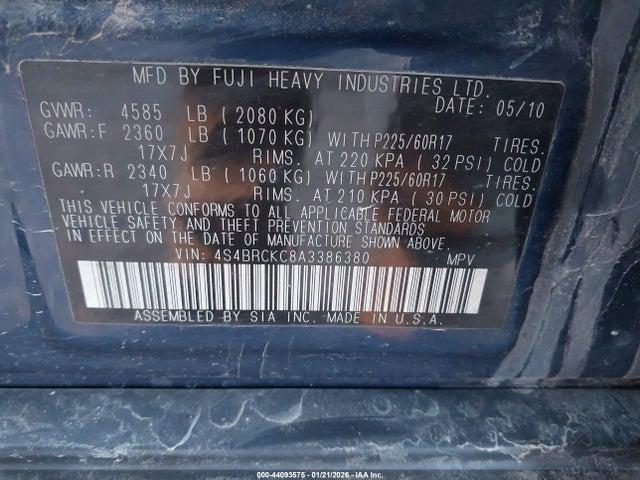 MFD BY FUJI HEAVY INDUSTRIES LTD.
GVWR: 4585 LB ( 2080 KG) DATE: 05/10
GAWR:F 2360 LB ( 1070 KG) WITH P225/60R17 TIRES.
17X7J RIMS. AT 220 KPA ( 32 PSI) COLD
GAWR:R 2340 LB ( 1060 KG) WITH P225/60R17 TIRES.
17X7J RIMS. AT 210 KPA ( 30 PSI) COLD
THIS VEHICLE CONFORMS TO ALL APPLICABLE FEDERAL MOTOR
VEHICLE SAFETY AND THEFT PREVENTION STANDARDS
IN EFFECT ON THE DATE OF MANUFACTURE SHOWN ABOVE.
VIN: 4S4BRCKC8A3386380 MPV
ASSEMBLED BY SIA INC. MADE IN U.S.A.
000-44093575 - 01/21/2026 - IAA Inc.